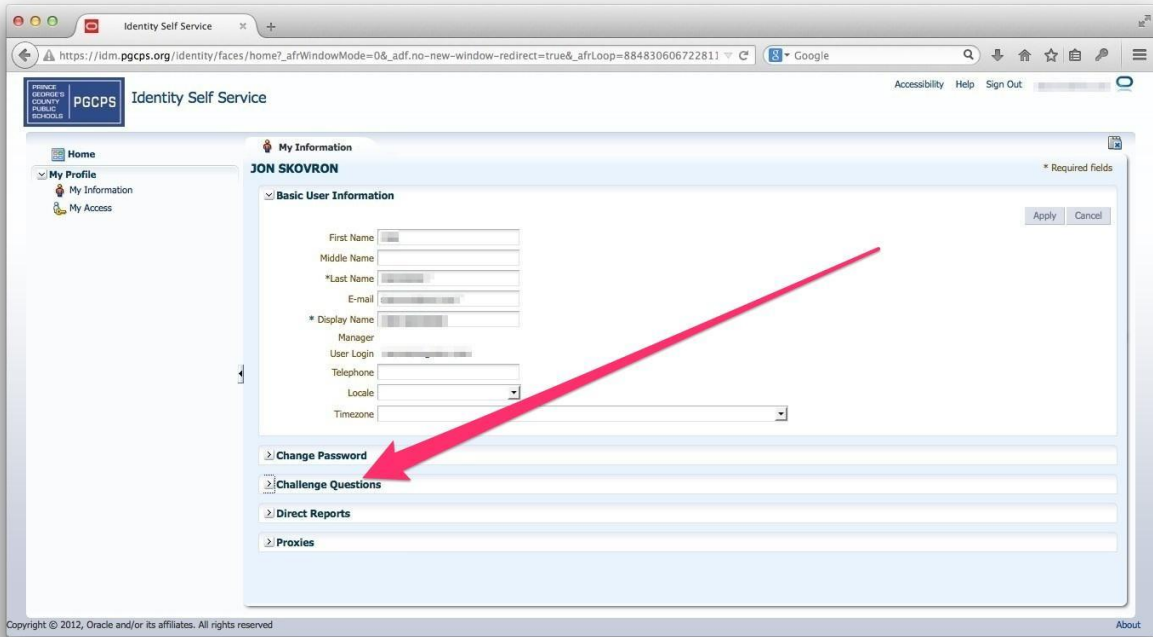 Identity Self Service
https://idm.pgcps.org/identity/faces/home?_afrWindowMode=0&_adf.no-new-window-redirect=true&_afrLoop=884830606722811
Google
PRINCE GEORGE'S COUNTY PUBLIC SCHOOLS
PGCPS
Identity Self Service
Accessibility Help Sign Out
Home
My Profile
My Information
My Access
My Information
JON SKOVRON
* Required fields
Basic User Information
Apply Cancel
First Name
Middle Name
*Last Name
E-mail
* Display Name
Manager
User Login
Telephone
Locale
Timezone
Change Password
Challenge Questions
Direct Reports
Proxies
Copyright © 2012, Oracle and/or its affiliates. All rights reserved
About